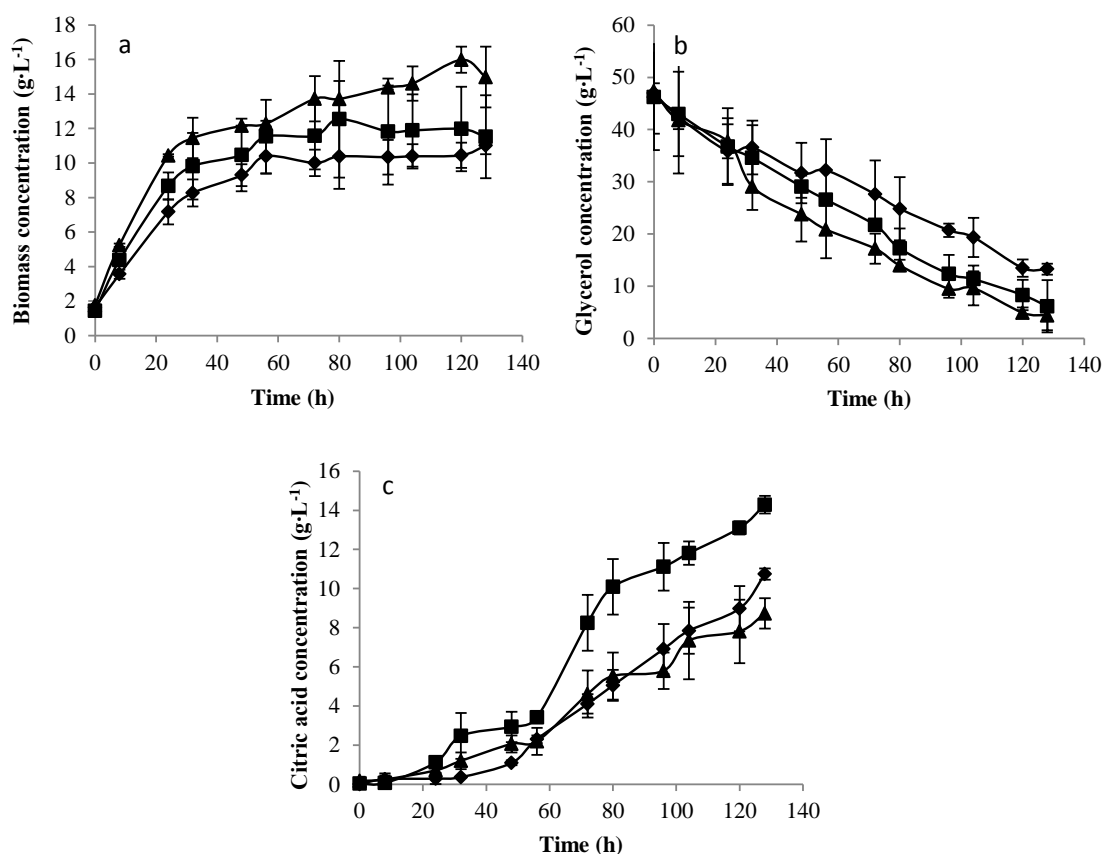 a
Biomass concentration (g·L⁻¹)
18
16
14
12
10
8
6
4
2
0
0 20 40 60 80 100 120 140
Time (h)
b
Glycerol concentration (g·L⁻¹)
60
50
40
30
20
10
0
0 20 40 60 80 100 120 140
Time (h)
c
Citric acid concentration (g·L⁻¹)
16
14
12
10
8
6
4
2
0
0 20 40 60 80 100 120 140
Time (h)